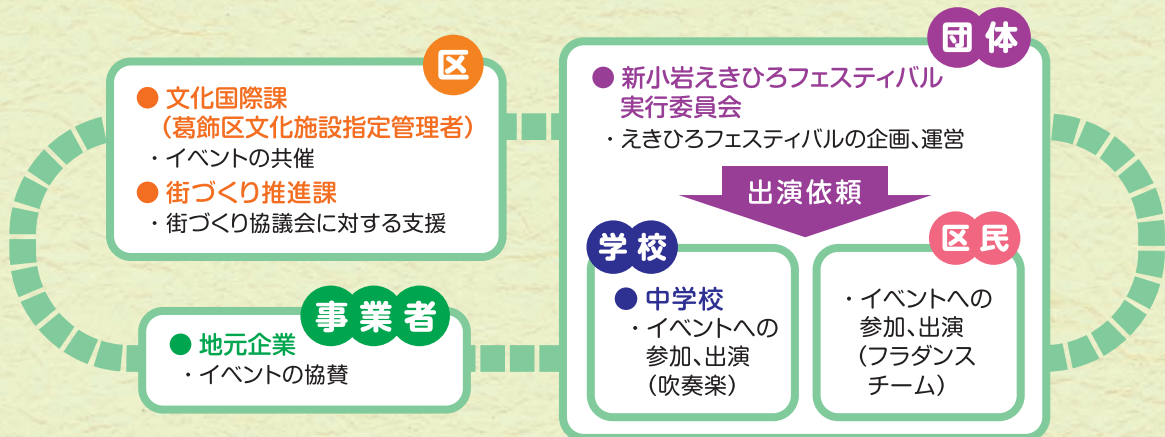 区
● 文化国際課
（葛飾区文化施設指定管理者）
・イベントの共催
● 街づくり推進課
・街づくり協議会に対する支援
事業者
● 地元企業
・イベントの協賛
団体
● 新小岩えきひろフェスティバル
実行委員会
・えきひろフェスティバルの企画、運営
出演依頼
学校
● 中学校
・イベントへの
参加、出演
（吹奏楽）
区民
・イベントへの
参加、出演
（フラダンス
チーム）